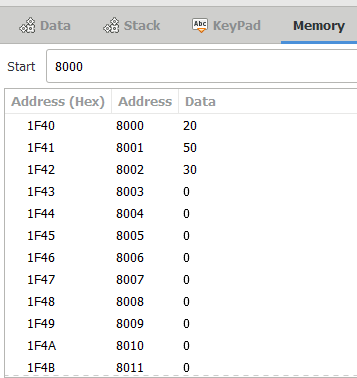 Data Stack Abc KeyPad Memory
Start 8000
Address (Hex) Address Data
1F40 8000 20
1F41 8001 50
1F42 8002 30
1F43 8003 0
1F44 8004 0
1F45 8005 0
1F46 8006 0
1F47 8007 0
1F48 8008 0
1F49 8009 0
1F4A 8010 0
1F4B 8011 0